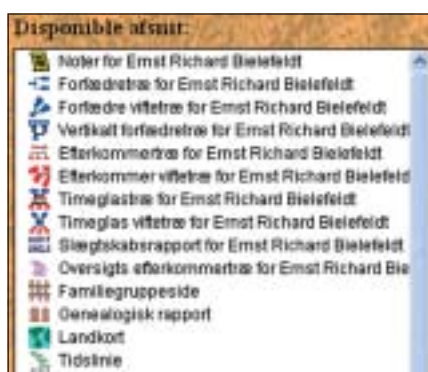 Disponible afsnit:
Noter for Ernst Richard Bielefeldt
Forfædretræ for Ernst Richard Bielefeldt
Forfædre viftetræ for Ernst Richard Bielefeldt
Vertikalt forfædretræ for Ernst Richard Bielefeldt
Efterkommertræ for Ernst Richard Bielefeldt
Efterkommer viftetræ for Ernst Richard Bielefeld
Timeglastræ for Ernst Richard Bielefeldt
Timeglas viftetræ for Ernst Richard Bielefeldt
Slægtskabsrapport for Ernst Richard Bielefeldt
Oversigts efterkommertræ for Ernst Richard Bie
Familiegruppeside
Genealogisk rapport
Landkort
Tidslinie